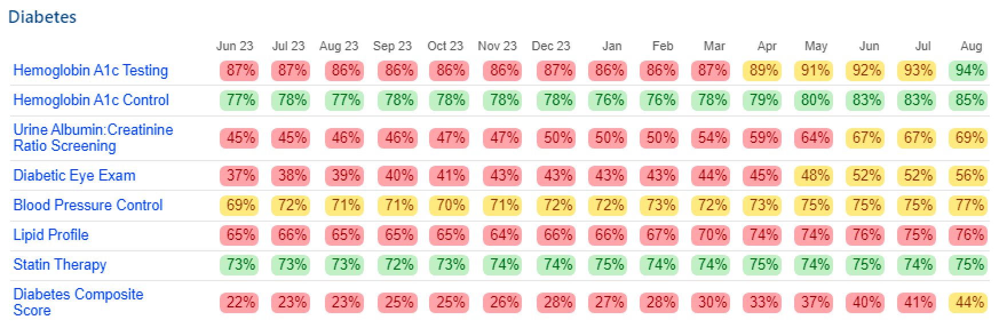 Diabetes
Jun 23 Jul 23 Aug 23 Sep 23 Oct 23 Nov 23 Dec 23 Jan Feb Mar Apr May Jun Jul Aug
Hemoglobin A1c Testing 87% 87% 86% 86% 86% 86% 87% 86% 86% 87% 89% 91% 92% 93% 94%
Hemoglobin A1c Control 77% 78% 77% 78% 78% 78% 78% 76% 76% 78% 79% 80% 83% 83% 85%
Urine Albumin:Creatinine
Ratio Screening 45% 45% 46% 46% 47% 47% 50% 50% 50% 54% 59% 64% 67% 67% 69%
Diabetic Eye Exam 37% 38% 39% 40% 41% 43% 43% 43% 43% 44% 45% 48% 52% 52% 56%
Blood Pressure Control 69% 72% 71% 71% 70% 71% 72% 72% 73% 72% 73% 75% 75% 75% 77%
Lipid Profile 65% 66% 65% 65% 65% 64% 66% 66% 67% 70% 74% 74% 76% 75% 76%
Statin Therapy 73% 73% 73% 72% 73% 74% 74% 75% 74% 74% 75% 74% 75% 74% 75%
Diabetes Composite
Score 22% 23% 23% 25% 25% 26% 28% 27% 28% 30% 33% 37% 40% 41% 44%